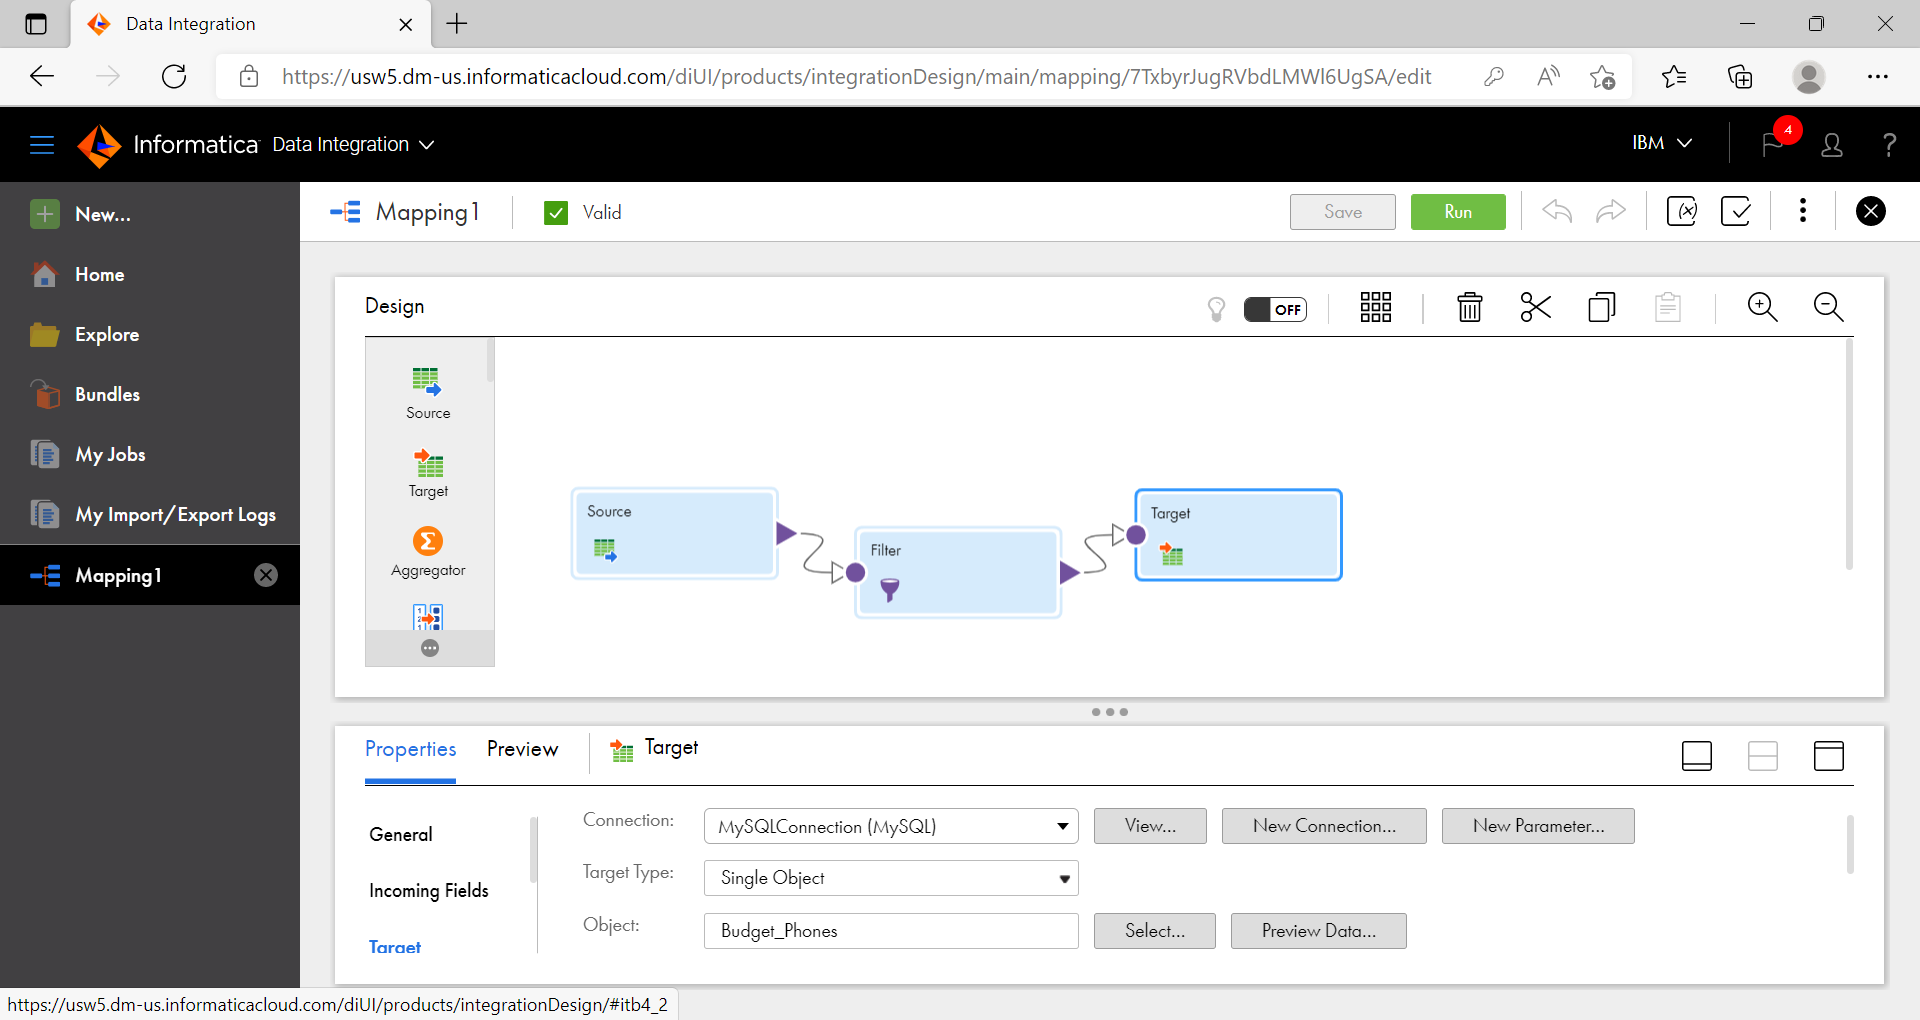 Data Integration
https://usw5.dm-us.informaticacloud.com/diUI/products/integrationDesign/main/mapping/7TxbyrJugRVbdLMWl6UgSA/edit
Informatica Data Integration
IBM
4
?
New...
Home
Explore
Bundles
My Jobs
My Import/Export Logs
Mapping1
Mapping1
Valid
Save
Run
(x)
Design
OFF
Source
Target
Aggregator
Source
Filter
Target
Properties
Preview
Target
General
Incoming Fields
Target
Connection:
MySQLConnection (MySQL)
View...
New Connection...
New Parameter...
Target Type:
Single Object
Object:
Budget_Phones
Select...
Preview Data...
https://usw5.dm-us.informaticacloud.com/diUI/products/integrationDesign/#itb4_2